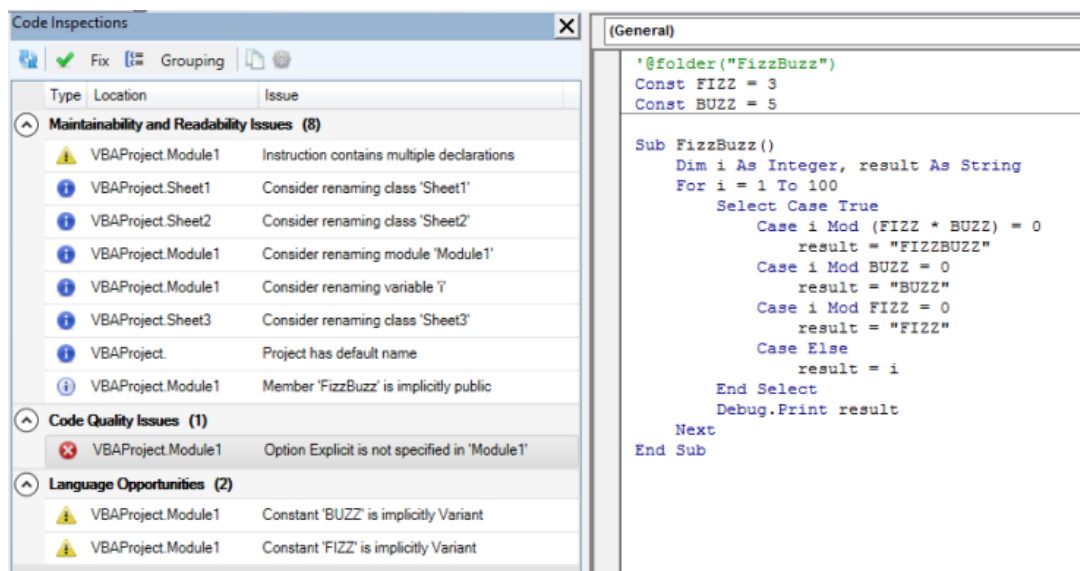 Code Inspections
Fix Grouping
Type Location Issue
Maintainability and Readability Issues (8)
VBAProject.Module1 Instruction contains multiple declarations
VBAProject.Sheet1 Consider renaming class 'Sheet1'
VBAProject.Sheet2 Consider renaming class 'Sheet2'
VBAProject.Module1 Consider renaming module 'Module1'
VBAProject.Module1 Consider renaming variable 'i'
VBAProject.Sheet3 Consider renaming class 'Sheet3'
VBAProject. Project has default name
VBAProject.Module1 Member 'FizzBuzz' is implicitly public
Code Quality Issues (1)
VBAProject.Module1 Option Explicit is not specified in 'Module1'
Language Opportunities (2)
VBAProject.Module1 Constant 'BUZZ' is implicitly Variant
VBAProject.Module1 Constant 'FIZZ' is implicitly Variant
(General)
'@folder("FizzBuzz")
Const FIZZ = 3
Const BUZZ = 5
Sub FizzBuzz()
    Dim i As Integer, result As String
    For i = 1 To 100
        Select Case True
            Case i Mod (FIZZ * BUZZ) = 0
                result = "FIZZBUZZ"
            Case i Mod BUZZ = 0
                result = "BUZZ"
            Case i Mod FIZZ = 0
                result = "FIZZ"
            Case Else
                result = i
        End Select
        Debug.Print result
    Next
End Sub